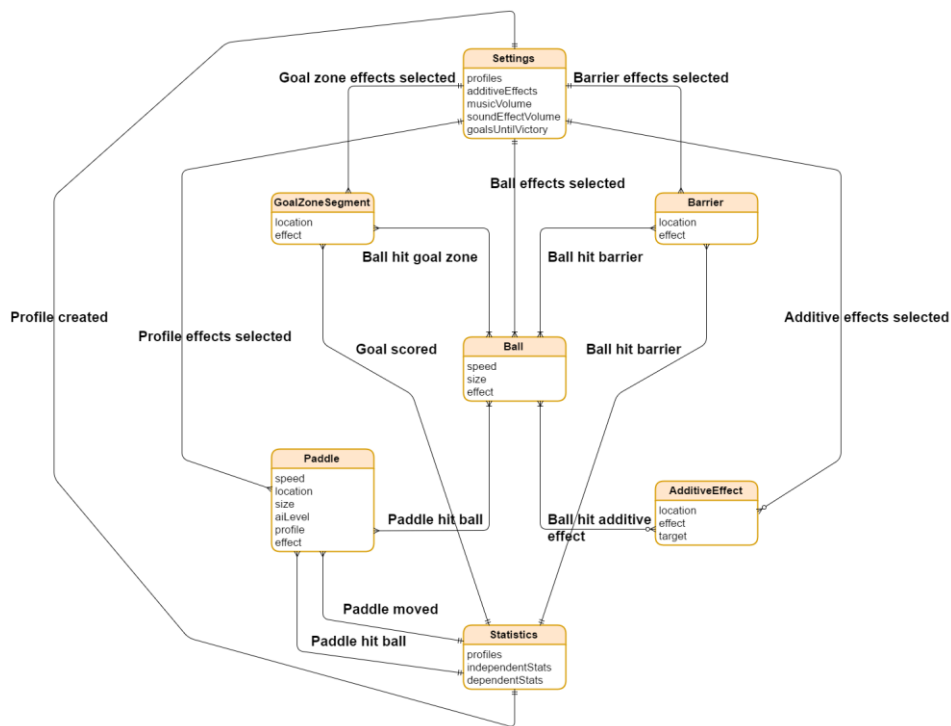 Settings
profiles
additiveEffects
musicVolume
soundEffectVolume
goalsUntilVictory
Goal zone effects selected
Barrier effects selected
Ball effects selected
GoalZoneSegment
location
effect
Barrier
location
effect
Ball hit goal zone
Ball hit barrier
Profile created
Profile effects selected
Goal scored
Ball
speed
size
effect
Ball hit barrier
Additive effects selected
Paddle
speed
location
size
aiLevel
profile
effect
Paddle hit ball
Ball hit additive
effect
AdditiveEffect
location
effect
target
Paddle moved
Paddle hit ball
Statistics
profiles
independentStats
dependentStats